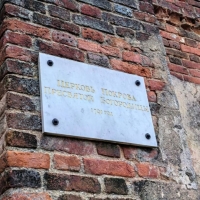 Церковь Покрова
Пресвятой Богородицы